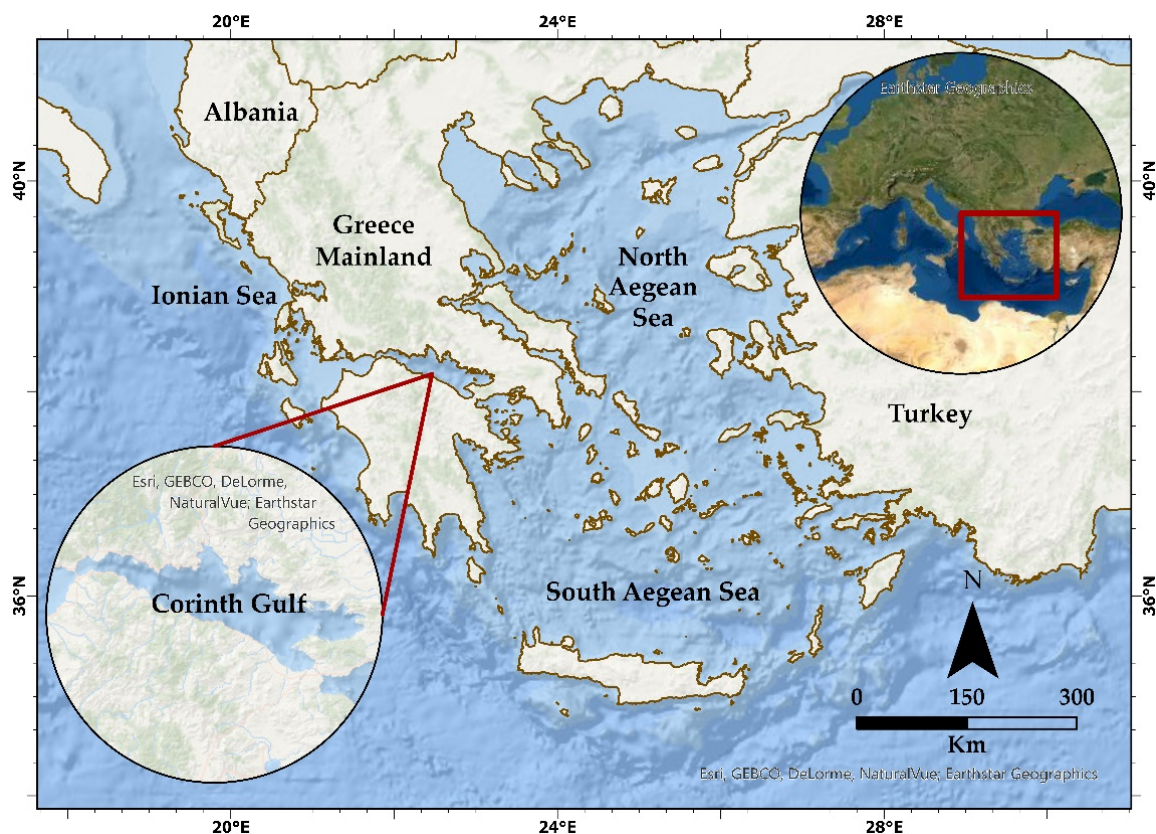 20°E
24°E
28°E
Earthstar Geographics
Albania
40°N
40°N
Greece
Mainland
North
Aegean
Sea
Ionian Sea
Turkey
Esri, GEBCO, DeLorme,
NaturalVue; Earthstar
Geographics
Corinth Gulf
36°N
South Aegean Sea
36°N
N
0
150
300
Km
Esri, GEBCO, DeLorme, NaturalVue; Earthstar Geographics
20°E
24°E
28°E